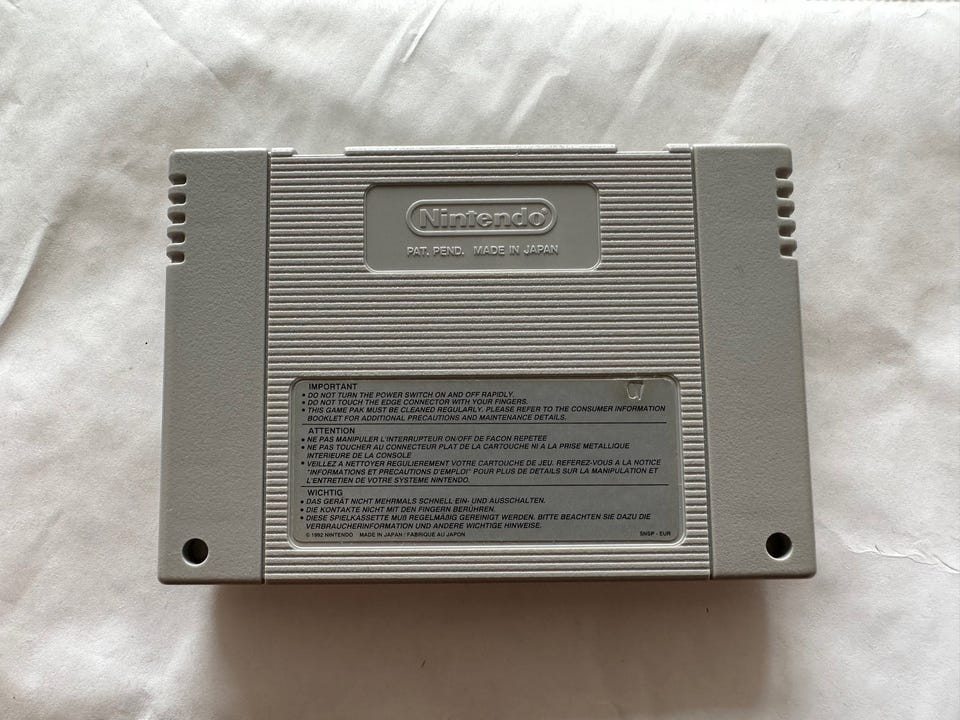 Nintendo®
PAT. PEND. MADE IN JAPAN
IMPORTANT
• DO NOT TURN THE POWER SWITCH ON AND OFF RAPIDLY.
• DO NOT TOUCH THE EDGE CONNECTOR WITH YOUR FINGERS.
• THIS GAME PAK MUST BE CLEANED REGULARLY. PLEASE REFER TO THE CONSUMER INFORMATION
BOOKLET FOR ADDITIONAL PRECAUTIONS AND MAINTENANCE DETAILS.
ATTENTION
• NE PAS MANIPULER L'INTERRUPTEUR ON/OFF DE FACON REPETEE
• NE PAS TOUCHER AU CONNECTEUR PLAT DE LA CARTOUCHE NI A LA PRISE METALLIQUE
INTERIEURE DE LA CONSOLE
• VEILLEZ A NETTOYER REGULIEREMENT VOTRE CARTOUCHE DE JEU. REFEREZ-VOUS A LA NOTICE
"INFORMATIONS ET PRECAUTIONS D'EMPLOI" POUR PLUS DE DETAILS SUR LA MANIPULATION ET
L'ENTRETIEN DE VOTRE SYSTEME NINTENDO.
WICHTIG
• DAS GERÄT NICHT MEHRMALS SCHNELL EIN- UND AUSSCHALTEN.
• DIE KONTAKTE NICHT MIT DEN FINGERN BERÜHREN.
• DIESE SPIELKASSETTE MUß REGELMÄßIG GEREINIGT WERDEN. BITTE BEACHTEN SIE DAZU DIE
VERBRAUCHERINFORMATION UND ANDERE WICHTIGE HINWEISE.
© 1992 NINTENDO MADE IN JAPAN / FABRIQUE AU JAPON SNSP - EUR